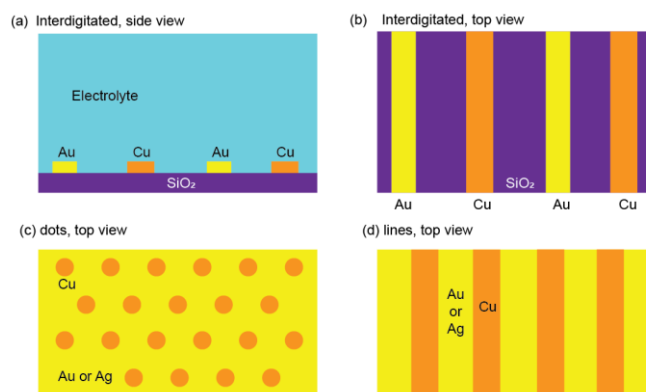 (a) Interdigitated, side view
Electrolyte
Au Cu Au Cu
SiO₂
(b) Interdigitated, top view
SiO₂
Au Cu Au Cu
(c) dots, top view
Cu
Au or Ag
(d) lines, top view
Au
or
Ag
Cu